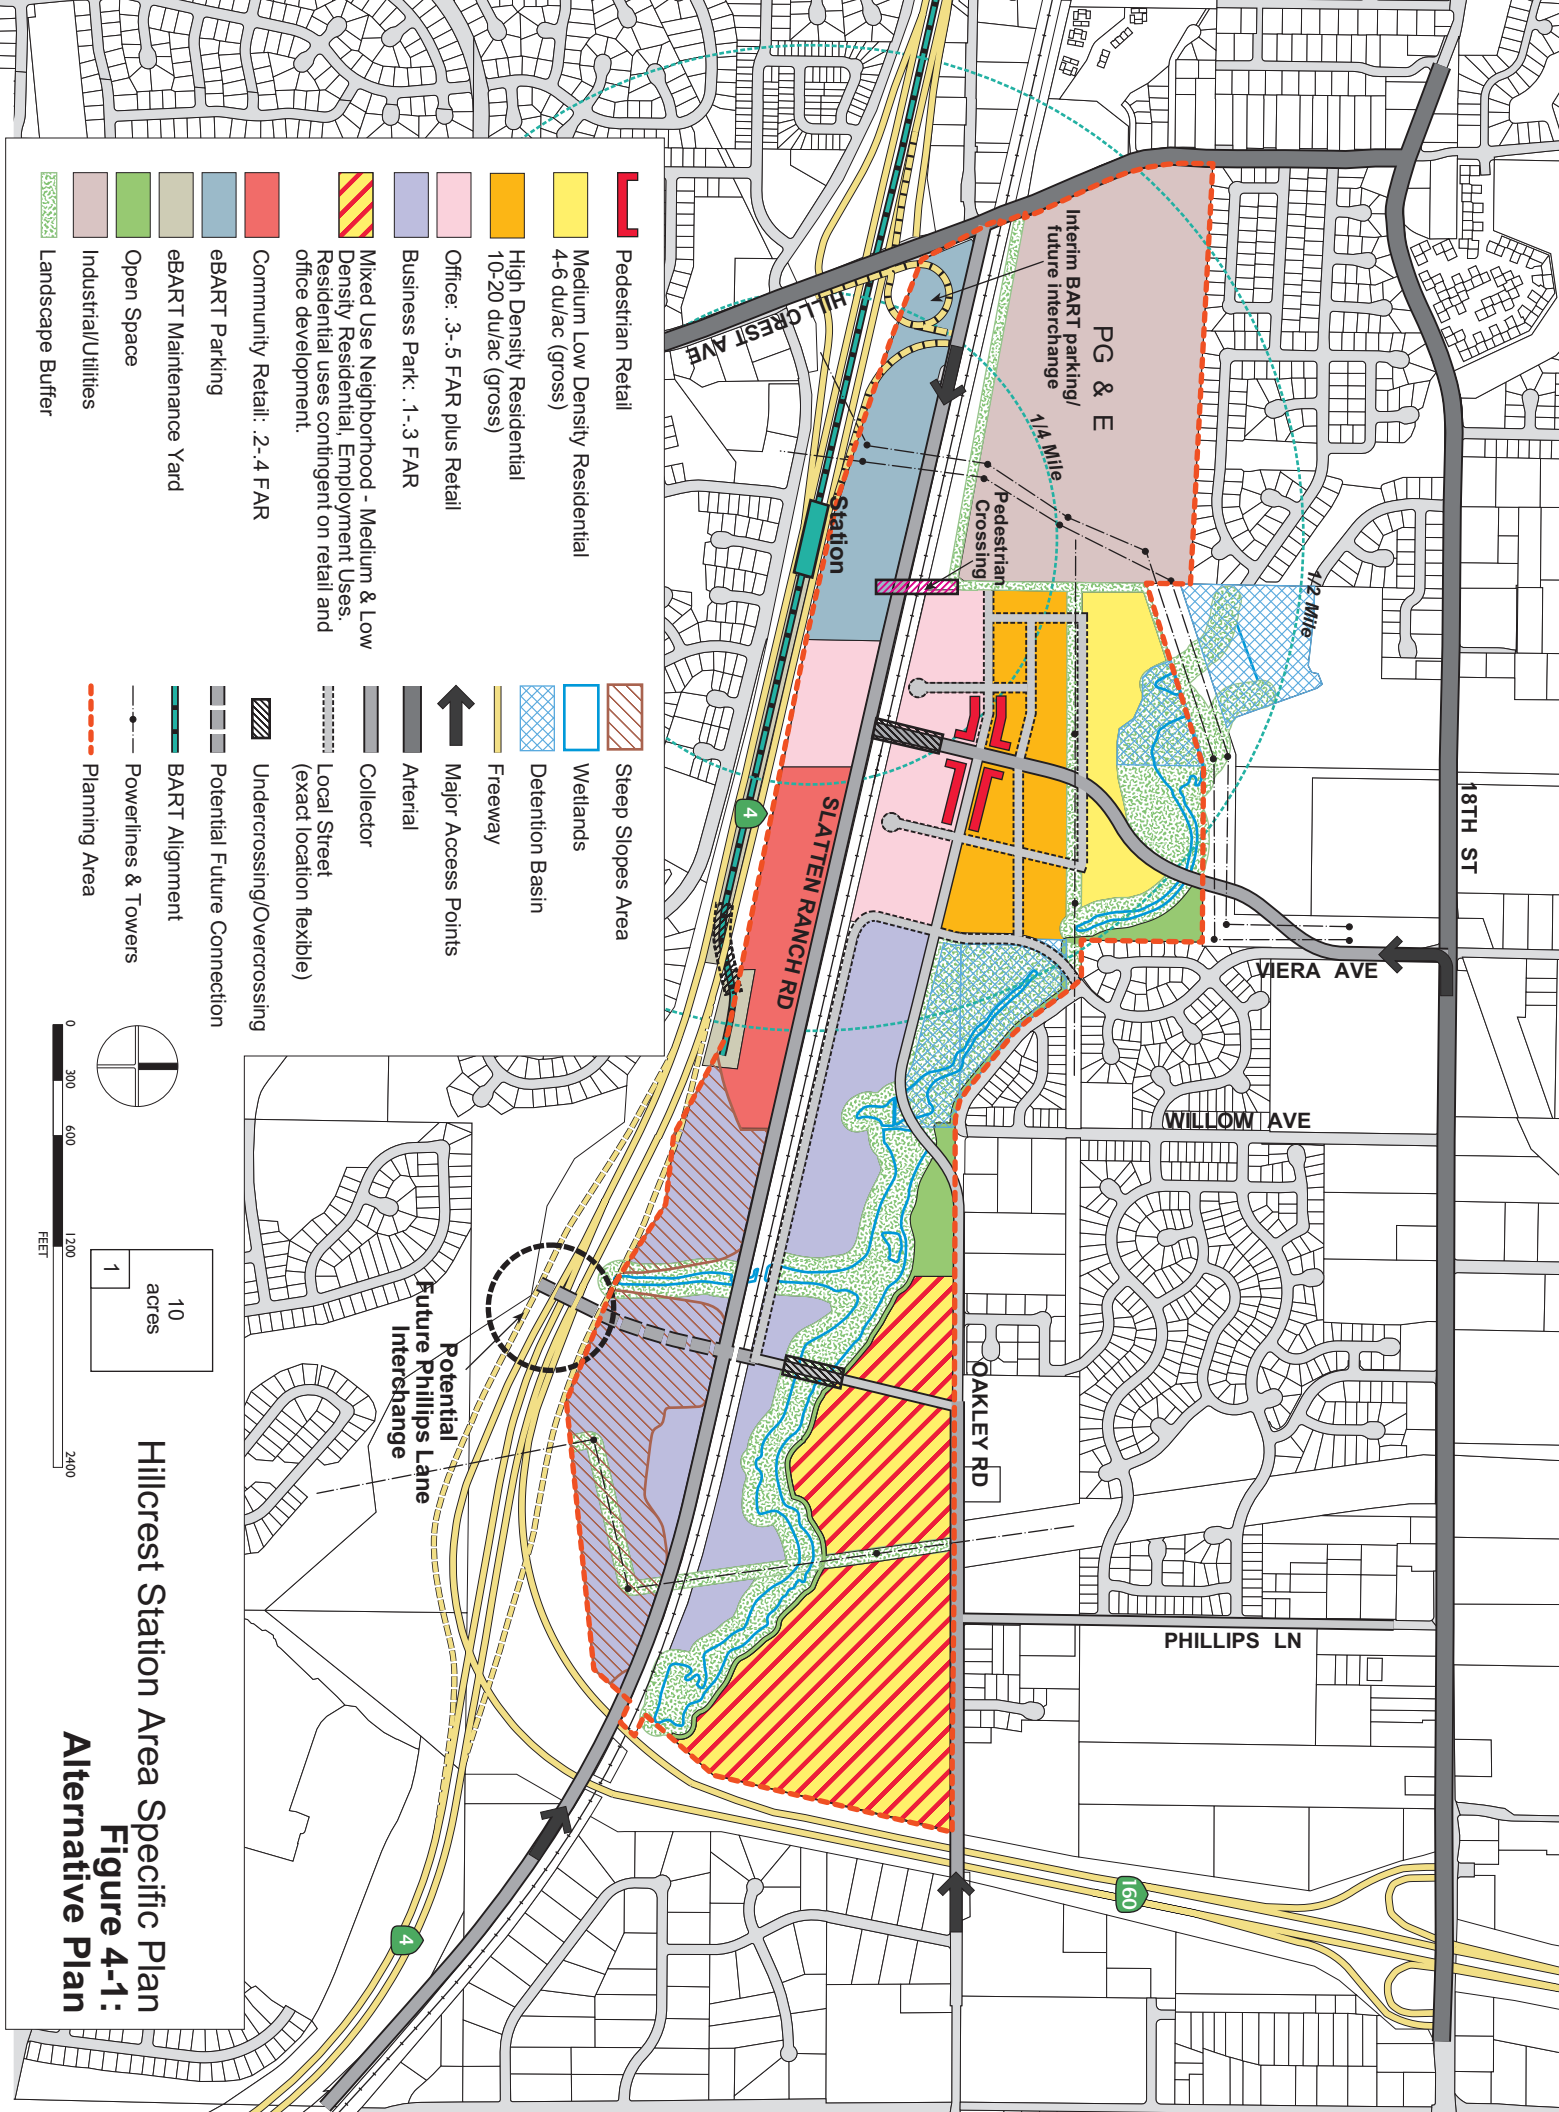 18TH ST
VIERA AVE
WILLOW AVE
PHILLIPS LN
OAKLEY RD
160
1/2 Mile
PG & E
Interim BART parking/
future interchange
1/4 Mile
Pedestrian
Crossing
HILLCREST AVE
Station
SLATTEN RANCH RD
4
Potential
Future Phillips Lane
Interchange
4
Pedestrian Retail
Medium Low Density Residential
4-6 du/ac (gross)
High Density Residential
10-20 du/ac (gross)
Office: .3-.5 FAR plus Retail
Business Park: .1-.3 FAR
Mixed Use Neighborhood - Medium & Low
Density Residential, Employment Uses.
Residential uses contingent on retail and
office development.
Community Retail: .2-.4 FAR
eBART Parking
eBART Maintenance Yard
Open Space
Industrial/Utilities
Landscape Buffer
Steep Slopes Area
Wetlands
Detention Basin
Freeway
Major Access Points
Arterial
Collector
Local Street
(exact location flexible)
Undercrossing/Overcrossing
Potential Future Connection
BART Alignment
Powerlines & Towers
Planning Area
0 300 600 1200 2400
FEET
10
acres
1
Hillcrest Station Area Specific Plan
Figure 4-1:
Alternative Plan